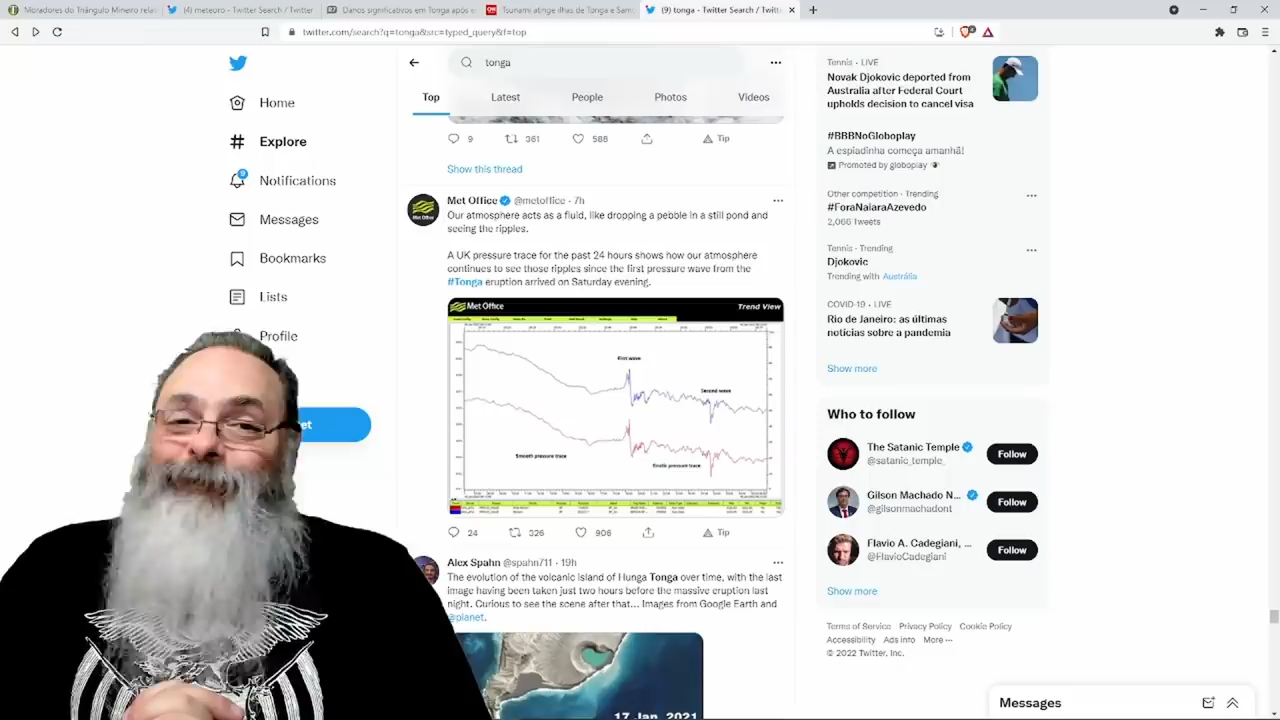 Moradores do Triângulo Mineiro relat
(4) meteoro - Twitter Search / Twitter
Danos significativos em Tonga após e
Tsunami atinge ilhas de Tonga e Sam
(9) tonga - Twitter Search / Twitt
twitter.com/search?q=tonga&src=typed_query&f=top
tonga
Top
Latest
People
Photos
Videos
Home
Explore
9
Notifications
Messages
Bookmarks
Lists
Profile
et
9
361
588
Tip
Show this thread
Met Office @metoffice · 7h
Our atmosphere acts as a fluid, like dropping a pebble in a still pond and
seeing the ripples.
A UK pressure trace for the past 24 hours shows how our atmosphere
continues to see those ripples since the first pressure wave from the
#Tonga eruption arrived on Saturday evening.
Met Office
Trend View
First wave
Second wave
Smooth pressure trace
Erratic pressure trace
24
326
906
Tip
Alex Spahn @spahn711 · 19h
The evolution of the volcanic island of Hunga Tonga over time, with the last
image having been taken just two hours before the massive eruption last
night. Curious to see the scene after that... Images from Google Earth and
@planet.
17 Jan, 2021
Tennis · LIVE
Novak Djokovic deported from
Australia after Federal Court
upholds decision to cancel visa
#BBBNoGloboplay
A espiadinha começa amanhã!
Promoted by globoplay
Other competition · Trending
#ForaNaiaraAzevedo
2,066 Tweets
Tennis · Trending
Djokovic
Trending with Austrália
COVID-19 · LIVE
Rio de Janeiro: as últimas
notícias sobre a pandemia
Show more
Who to follow
The Satanic Temple
@satanic_temple_
Follow
Gilson Machado N...
@gilsonmachadont
Follow
Flavio A. Cadegiani, ...
@FlavioCadegiani
Follow
Show more
Terms of Service Privacy Policy Cookie Policy
Accessibility Ads info More ···
© 2022 Twitter, Inc.
Messages